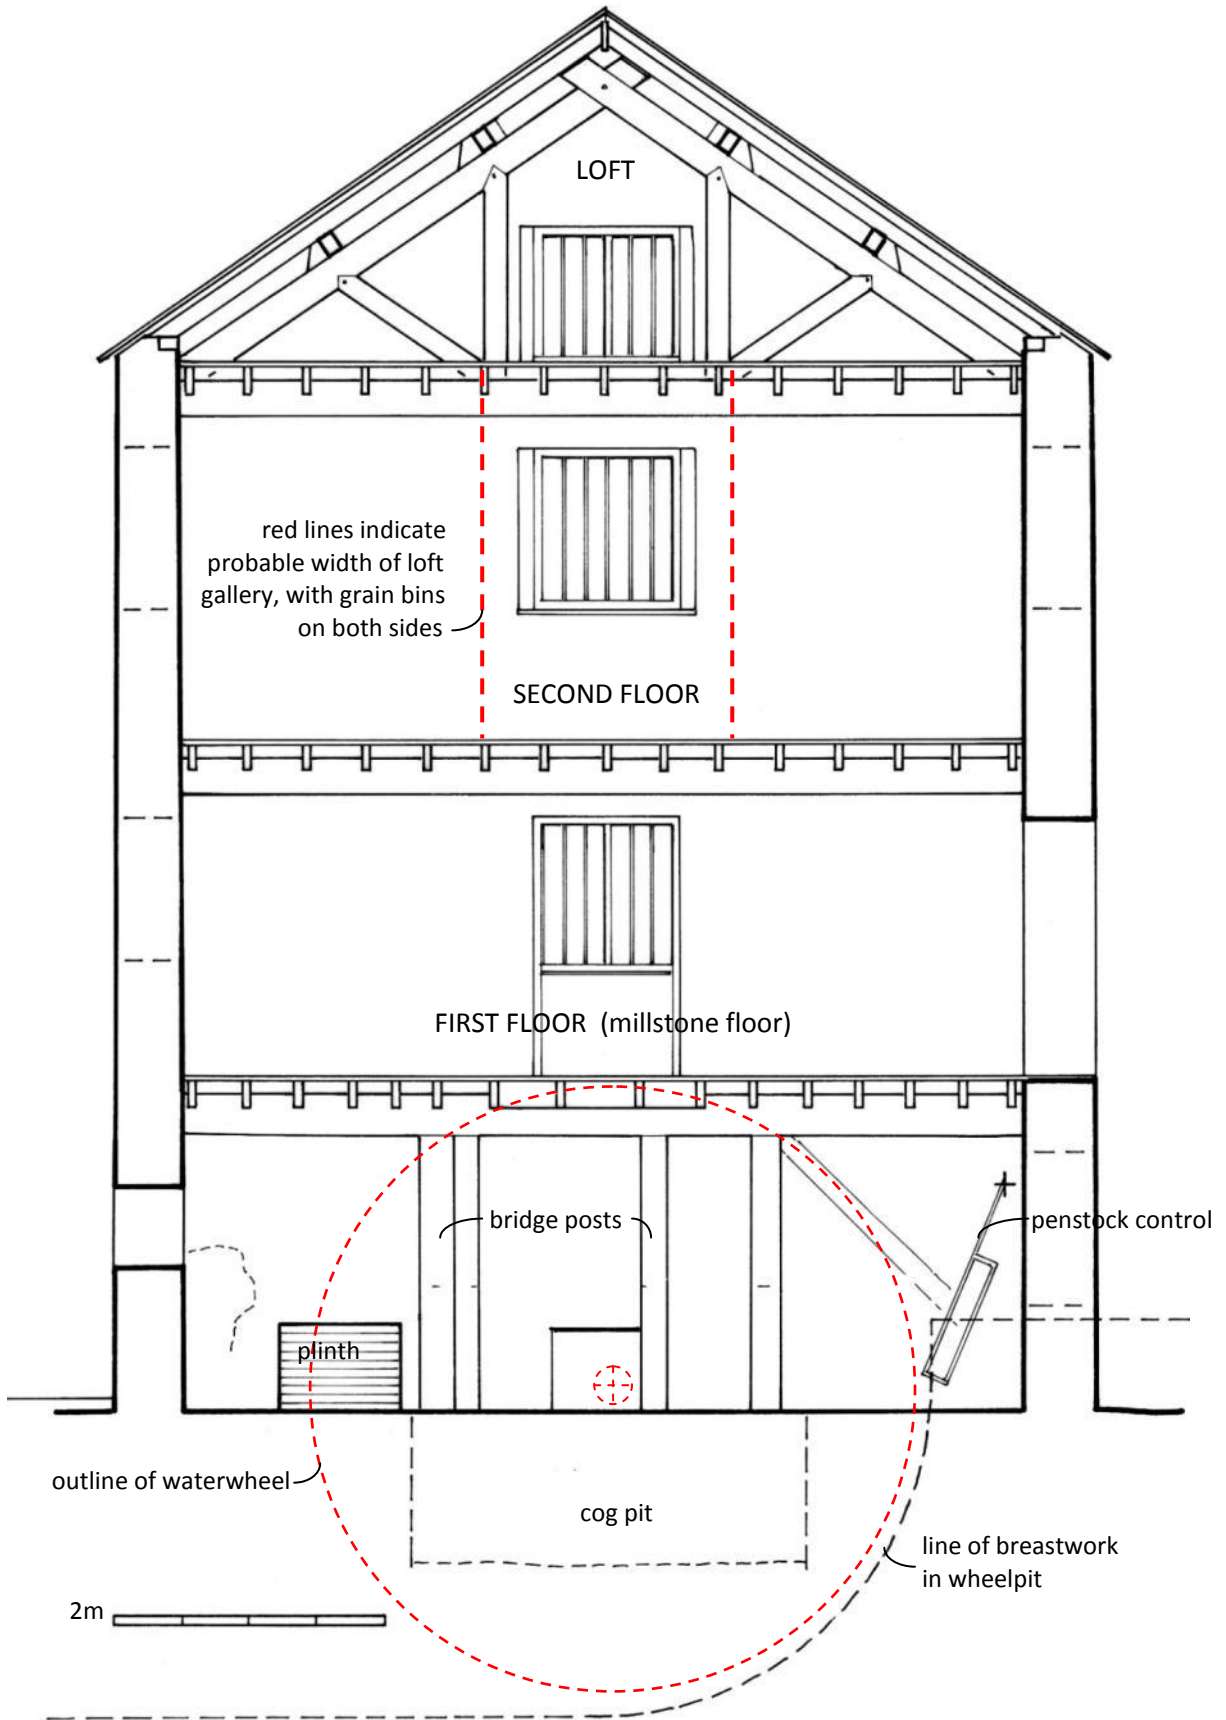 LOFT
red lines indicate
probable width of loft
gallery, with grain bins
on both sides
SECOND FLOOR
FIRST FLOOR (millstone floor)
bridge posts
penstock control
plinth
outline of waterwheel
cog pit
line of breastwork
in wheelpit
2m